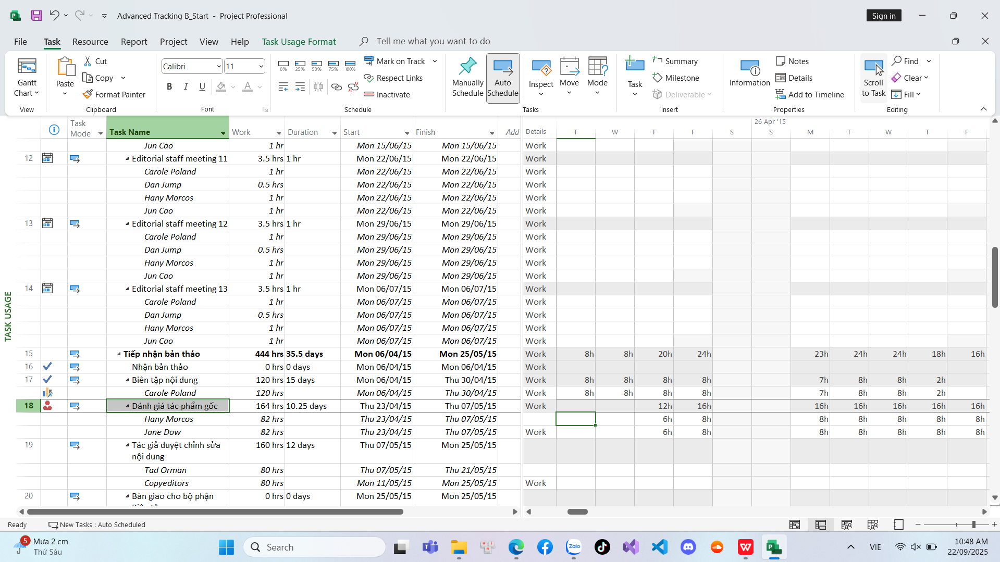 Advanced Tracking B_Start - Project Professional
Sign in
File Task Resource Report Project View Help Task Usage Format Tell me what you want to do
Gantt Chart
View
Paste
Cut
Copy
Format Painter
Clipboard
Calibri 11
B I U A
Font
0% 25% 50% 75% 100%
Mark on Track
Respect Links
Inactivate
Schedule
Manually Schedule
Auto Schedule
Inspect
Move
Mode
Tasks
Task
Summary
Milestone
Deliverable
Insert
Information
Notes
Details
Add to Timeline
Properties
Scroll to Task
Find
Clear
Fill
Editing
TASK USAGE
Task Mode Task Name Work Duration Start Finish Add Details 26 Apr '15
T W T F S S M T W T F
Jun Cao 1 hr Mon 15/06/15 Mon 15/06/15 Work
12 Editorial staff meeting 11 3.5 hrs 1 hr Mon 22/06/15 Mon 22/06/15 Work
Carole Poland 1 hr Mon 22/06/15 Mon 22/06/15 Work
Dan Jump 0.5 hrs Mon 22/06/15 Mon 22/06/15 Work
Hany Morcos 1 hr Mon 22/06/15 Mon 22/06/15 Work
Jun Cao 1 hr Mon 22/06/15 Mon 22/06/15 Work
13 Editorial staff meeting 12 3.5 hrs 1 hr Mon 29/06/15 Mon 29/06/15 Work
Carole Poland 1 hr Mon 29/06/15 Mon 29/06/15 Work
Dan Jump 0.5 hrs Mon 29/06/15 Mon 29/06/15 Work
Hany Morcos 1 hr Mon 29/06/15 Mon 29/06/15 Work
Jun Cao 1 hr Mon 29/06/15 Mon 29/06/15 Work
14 Editorial staff meeting 13 3.5 hrs 1 hr Mon 06/07/15 Mon 06/07/15 Work
Carole Poland 1 hr Mon 06/07/15 Mon 06/07/15 Work
Dan Jump 0.5 hrs Mon 06/07/15 Mon 06/07/15 Work
Hany Morcos 1 hr Mon 06/07/15 Mon 06/07/15 Work
Jun Cao 1 hr Mon 06/07/15 Mon 06/07/15 Work
15 Tiếp nhận bản thảo 444 hrs 35.5 days Mon 06/04/15 Mon 25/05/15 Work 8h 8h 20h 24h 23h 24h 24h 18h 16h
16 Nhận bản thảo 0 hrs 0 days Mon 06/04/15 Mon 06/04/15 Work
17 Biên tập nội dung 120 hrs 15 days Mon 06/04/15 Thu 30/04/15 Work 8h 8h 8h 8h 7h 8h 8h 2h
Carole Poland 120 hrs Mon 06/04/15 Thu 30/04/15 Work 8h 8h 8h 8h 7h 8h 8h 2h
18 Đánh giá tác phẩm gốc 164 hrs 10.25 days Thu 23/04/15 Thu 07/05/15 Work 12h 16h 16h 16h 16h 16h 16h
Hany Morcos 82 hrs Thu 23/04/15 Thu 07/05/15 6h 8h 8h 8h 8h 8h 8h
Jane Dow 82 hrs Thu 23/04/15 Thu 07/05/15 Work 6h 8h 8h 8h 8h 8h 8h
19 Tác giả duyệt chỉnh sửa 160 hrs 12 days Thu 07/05/15 Mon 25/05/15
nội dung
Tad Orman 80 hrs Thu 07/05/15 Thu 21/05/15
Copyeditors 80 hrs Mon 11/05/15 Mon 25/05/15 Work
20 Bàn giao cho bộ phận 0 hrs 0 days Mon 25/05/15 Mon 25/05/15
Ready New Tasks : Auto Scheduled
5 Mưa 2 cm
Thứ Sáu
Search
Zalo
VIE
10:48 AM
22/09/2025